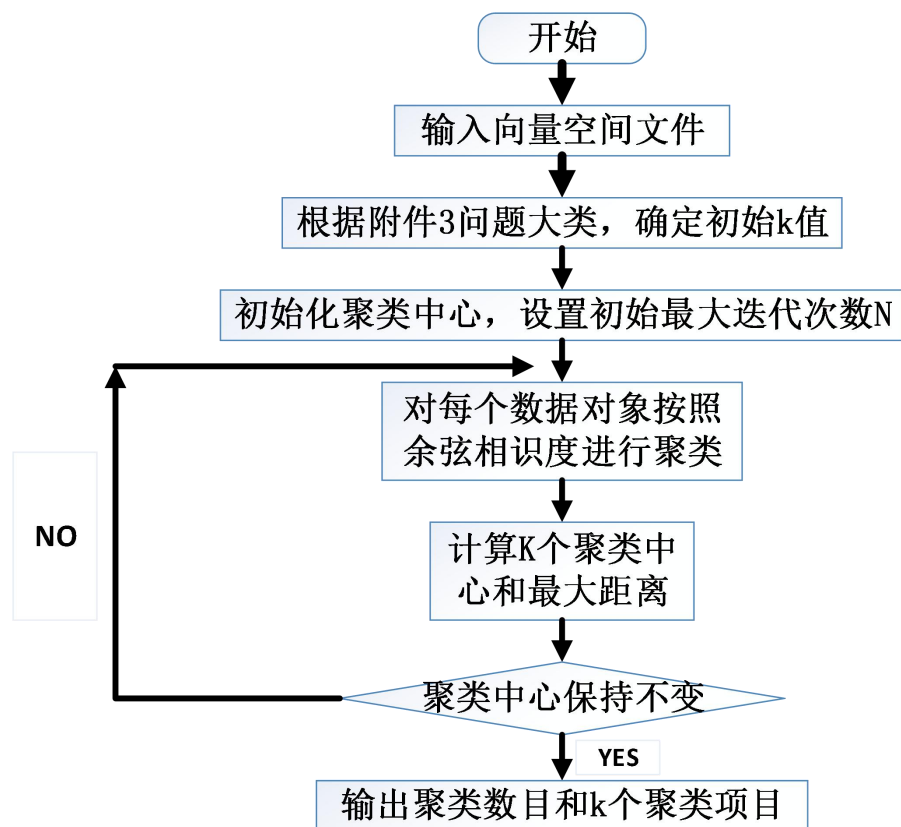 开始
输入向量空间文件
根据附件3问题大类，确定初始k值
初始化聚类中心，设置初始最大迭代次数N
对每个数据对象按照
余弦相识度进行聚类
NO
计算K个聚类中
心和最大距离
聚类中心保持不变
YES
输出聚类数目和k个聚类项目